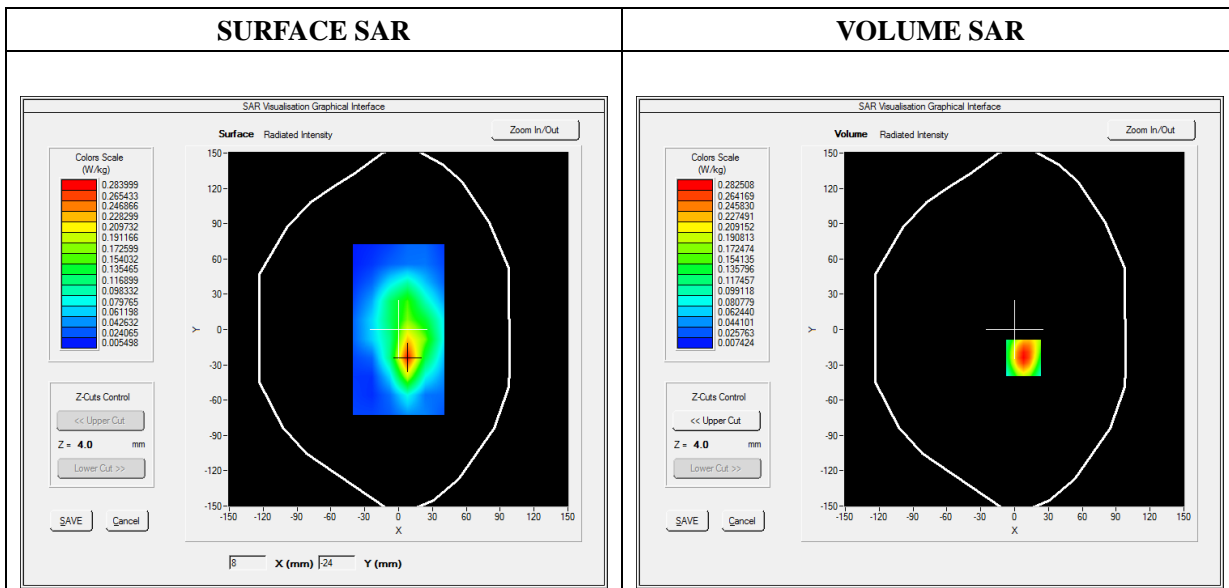 SURFACE SAR
VOLUME SAR
SAR Visualisation Graphical Interface
Surface Radiated Intensity
Zoom In/Out
Colors Scale
(W/kg)
0.283999
0.265433
0.246866
0.228299
0.209732
0.191166
0.172599
0.154032
0.135465
0.116899
0.098332
0.079765
0.061198
0.042632
0.024065
0.005498
Z-Cuts Control
<< Upper Cut
Z = 4.0 mm
Lower Cut >>
SAVE Cancel
150
120
90
60
30
0
-30
-60
-90
-120
-150
Y
-150 -120 -90 -60 -30 0 30 60 90 120 150
X
8 X (mm) -24 Y (mm)
SAR Visualisation Graphical Interface
Volume Radiated Intensity
Zoom In/Out
Colors Scale
(W/kg)
0.282508
0.264169
0.245830
0.227491
0.209152
0.190813
0.172474
0.154135
0.135796
0.117457
0.099118
0.080779
0.062440
0.044101
0.025763
0.007424
Z-Cuts Control
<< Upper Cut
Z = 4.0 mm
Lower Cut >>
SAVE Cancel
150
120
90
60
30
0
-30
-60
-90
-120
-150
Y
-150 -120 -90 -60 -30 0 30 60 90 120 150
X